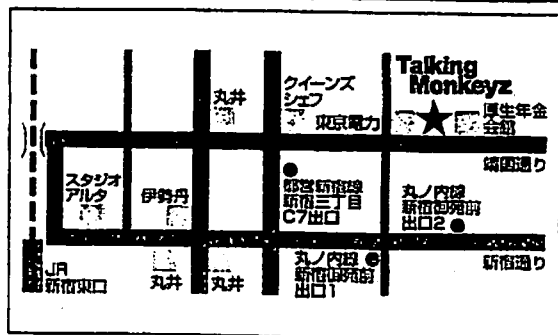 Talking
Monkeyz
クイーンズ
シェフ
丸井
東京電力
厚生年金
会館
靖国通り
スタジオ
アルタ
伊勢丹
都営新宿線
新宿三丁目
C7出口
丸ノ内線
新宿御苑前
出口2
新宿通り
JR
新宿東口
丸井
丸井
丸ノ内線
新宿御苑前
出口1